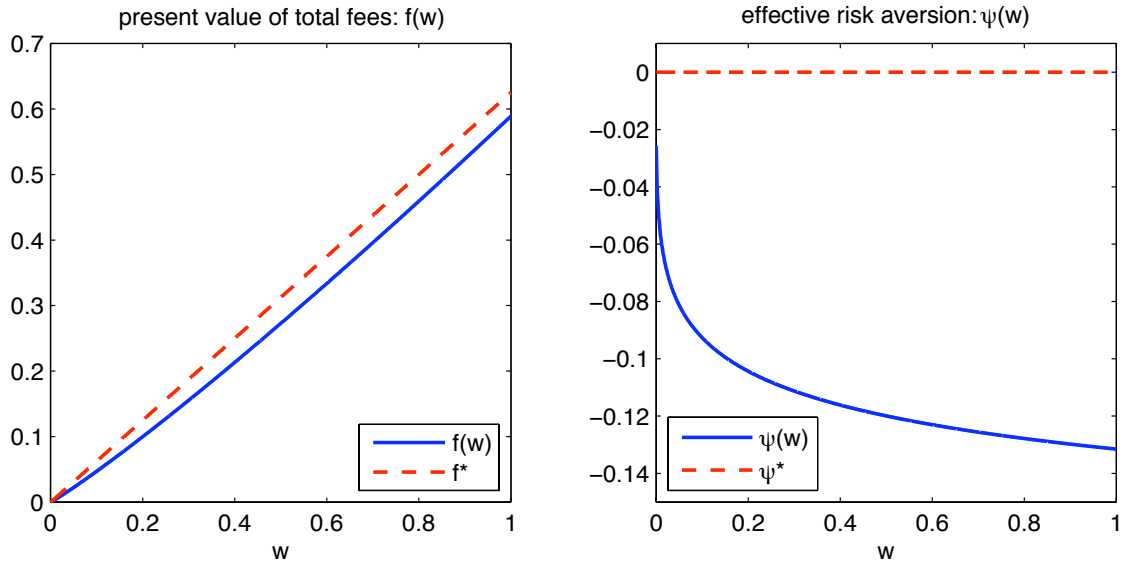 present value of total fees: f(w)
0.7
0.6
0.5
0.4
0.3
0.2
0.1
0
0 0.2 0.4 0.6 0.8 1
w
f(w)
f*
effective risk aversion: ψ(w)
0
−0.02
−0.04
−0.06
−0.08
−0.1
−0.12
−0.14
0 0.2 0.4 0.6 0.8 1
w
ψ(w)
ψ*